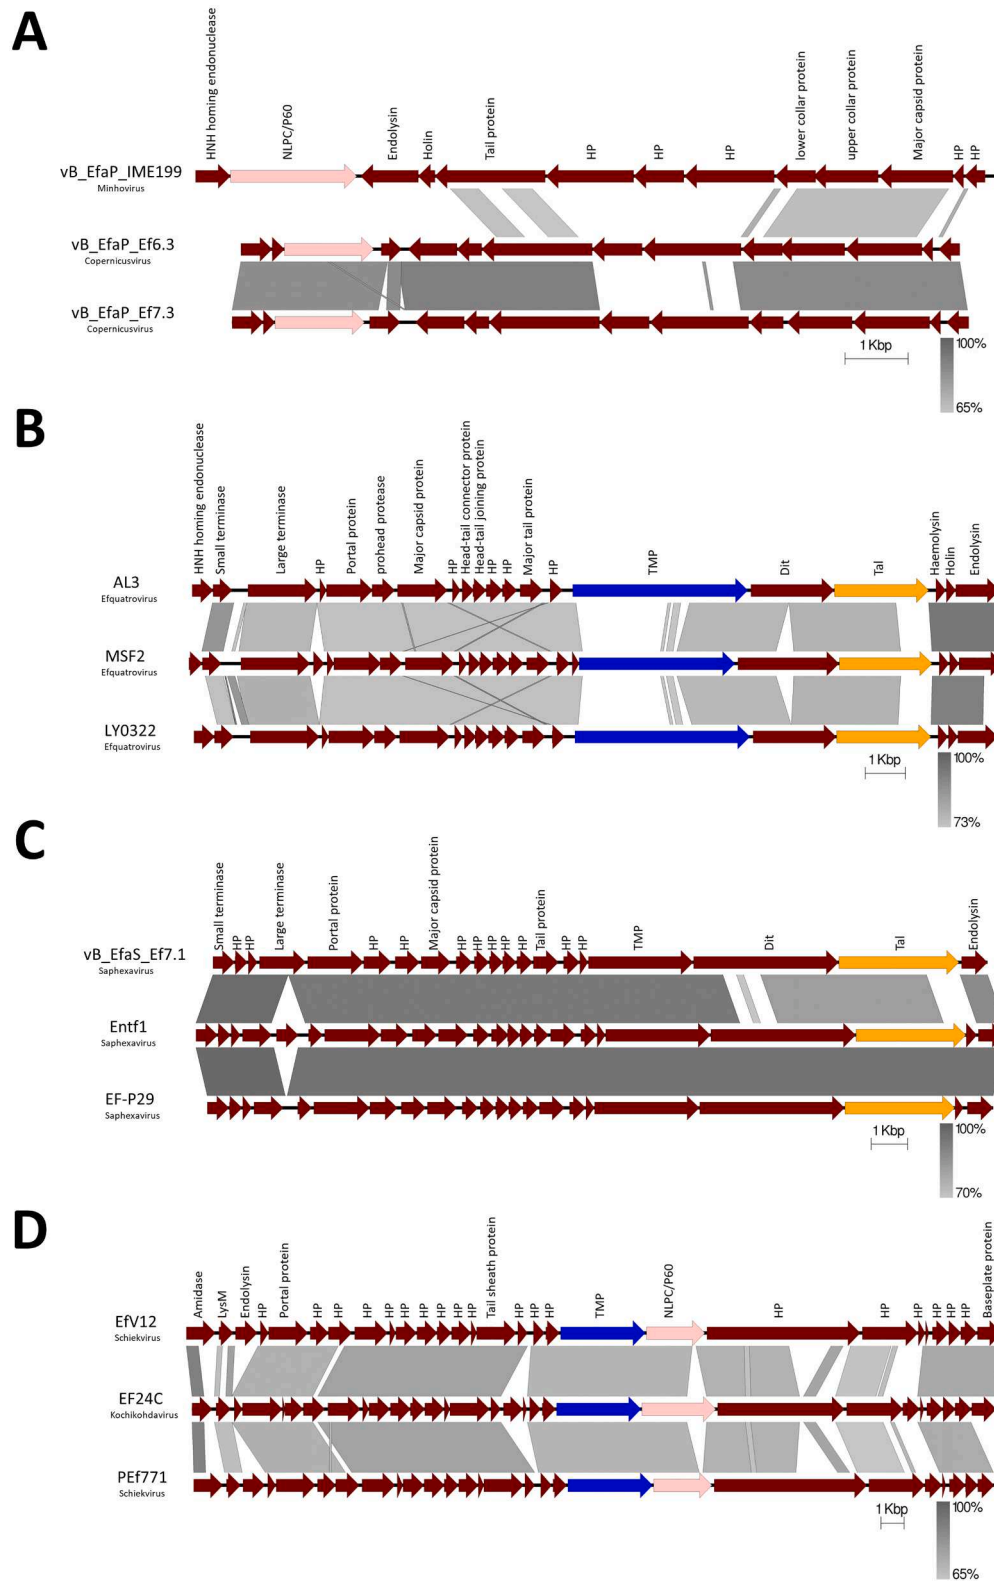 A
HNH homing endonuclease
NLPC/P60
Endolysin
Holin
Tail protein
HP
HP
HP
lower collar protein
upper collar protein
Major capsid protein
HP
HP
vB_EfaP_IME199
Minhovirus
vB_EfaP_Ef6.3
Copernicusvirus
vB_EfaP_Ef7.3
Copernicusvirus
1 Kbp
100%
65%
B
HNH homing endonuclease
Small terminase
Large terminase
HP
Portal protein
prohead protease
Major capsid protein
HP
Head-tail connector protein
Head-tail joining protein
HP
HP
Major tail protein
HP
TMP
Dit
Tal
Haemolysin
Holin
Endolysin
AL3
Efquatrovirus
MSF2
Efquatrovirus
LY0322
Efquatrovirus
1 Kbp
100%
73%
C
Small terminase
HP
HP
Large terminase
Portal protein
HP
HP
Major capsid protein
HP
HP
HP
HP
HP
Tail protein
HP
HP
TMP
Dit
Tal
Endolysin
vB_EfaS_Ef7.1
Saphexavirus
Entf1
Saphexavirus
EF-P29
Saphexavirus
1 Kbp
100%
70%
D
Amidase
LysM
Endolysin
HP
Portal protein
HP
HP
HP
HP
HP
HP
HP
HP
HP
Tail sheath protein
HP
HP
HP
TMP
NLPC/P60
HP
HP
HP
HP
HP
HP
Baseplate protein
EfV12
Schiekvirus
EF24C
Kochikohdavirus
PEf771
Schiekvirus
1 Kbp
100%
65%